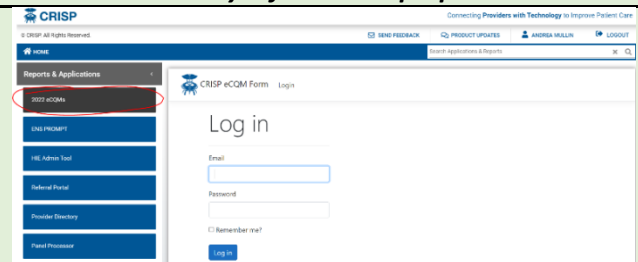 CRISP
Connecting Providers with Technology to Improve Patient Care
© CRISP. All Rights Reserved.
SEND FEEDBACK
PRODUCT UPDATES
ANDREA MULLIN
LOGOUT
HOME
Search Applications & Reports
Reports & Applications
CRISP eCQM Form Login
2022 eCQMs
Log in
ENS PROMPT
Email
HIE Admin Tool
Password
Referral Portal
Provider Directory
Remember me?
Panel Processor
Log in